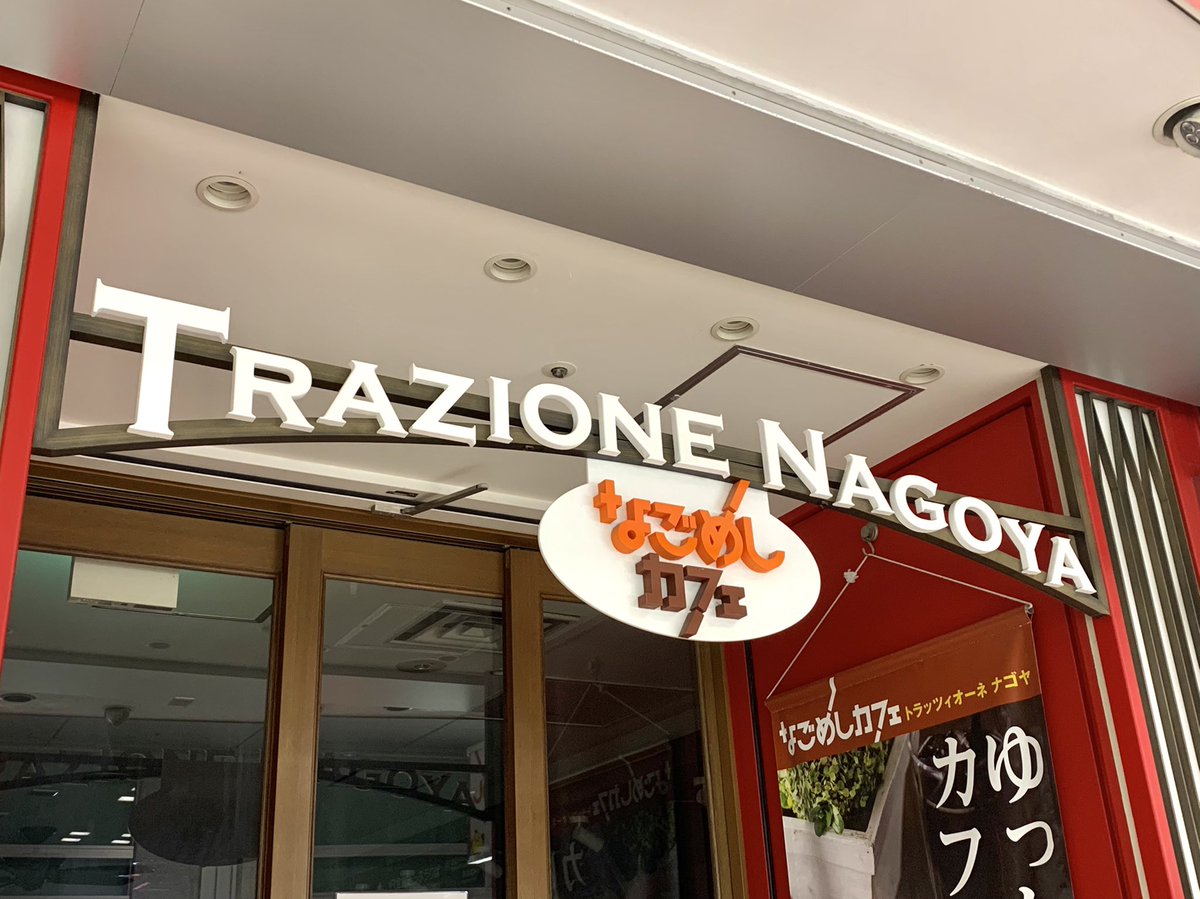 TRAZIONE NAGOYA
なごめし
カフェ
なごめしカフェ トラッツィオーネ ナゴヤ
ゆっ
カフ